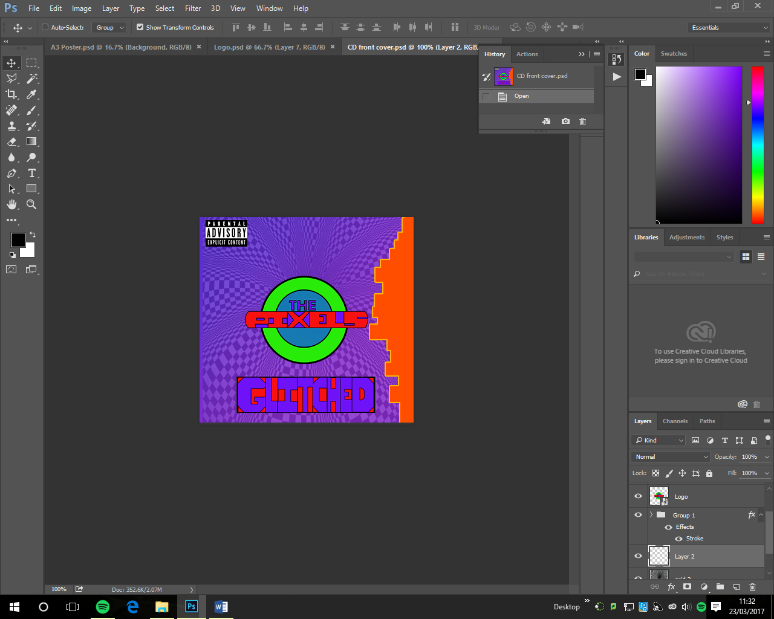 Ps File Edit Image Layer Type Select Filter 3D View Window Help
Auto-Select: Group Show Transform Controls 3D Mode: Essentials
A3 Poster.psd @ 16.7% (Background, RGB/8) × Logo.psd @ 66.7% (Layer 7, RGB/8) × CD front cover.psd @ 100% (Layer 2, RGB/8)
History Actions
CD front cover.psd
Open
Color Swatches
PARENTAL
ADVISORY
EXPLICIT CONTENT
THE
PIXELS
GLITCHED
Libraries Adjustments Styles
To use Creative Cloud Libraries,
please sign in to Creative Cloud
Layers Channels Paths
Kind
Normal Opacity: 100%
Lock: Fill: 100%
Logo
Group 1 fx
Effects
Stroke
Layer 2
100% Doc: 352.6K/2.07M
Desktop
11:32
23/03/2017